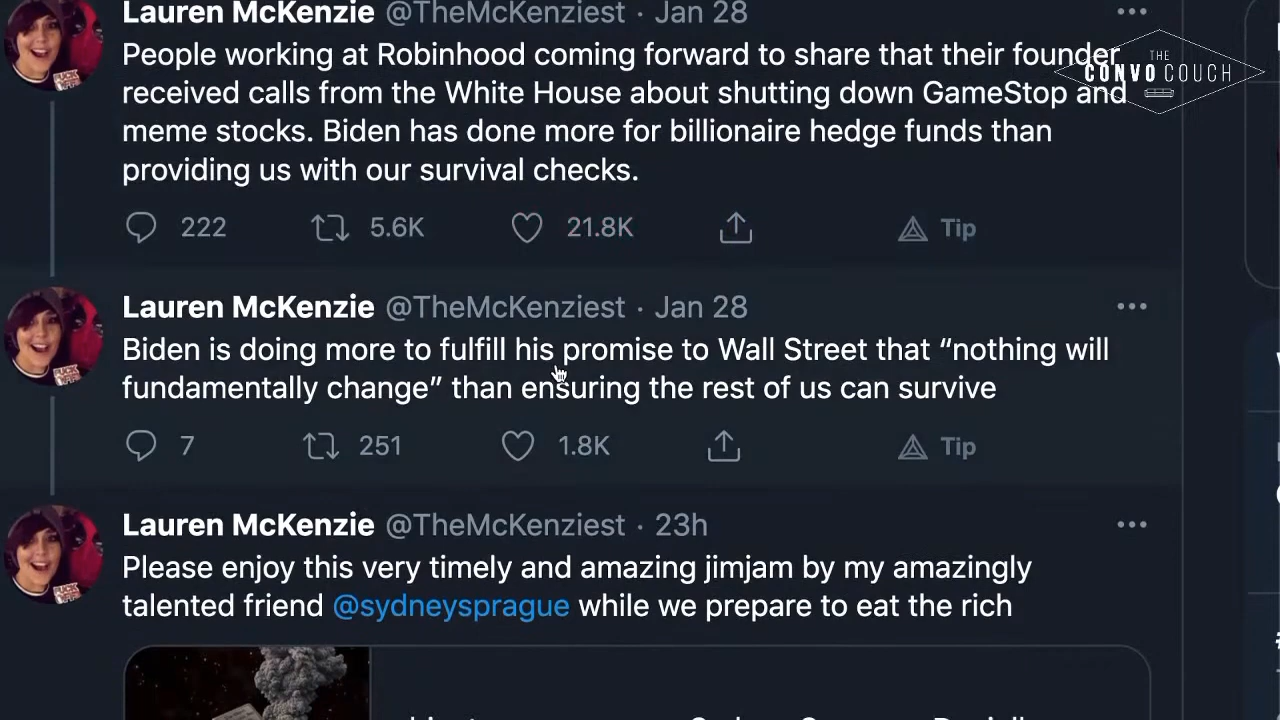 Lauren McKenzie @TheMcKenziest · Jan 28
THE
CONVO COUCH
People working at Robinhood coming forward to share that their founder
received calls from the White House about shutting down GameStop and
meme stocks. Biden has done more for billionaire hedge funds than
providing us with our survival checks.
222 5.6K 21.8K Tip
Lauren McKenzie @TheMcKenziest · Jan 28
Biden is doing more to fulfill his promise to Wall Street that “nothing will
fundamentally change” than ensuring the rest of us can survive
7 251 1.8K Tip
Lauren McKenzie @TheMcKenziest · 23h
Please enjoy this very timely and amazing jimjam by my amazingly
talented friend @sydneysprague while we prepare to eat the rich